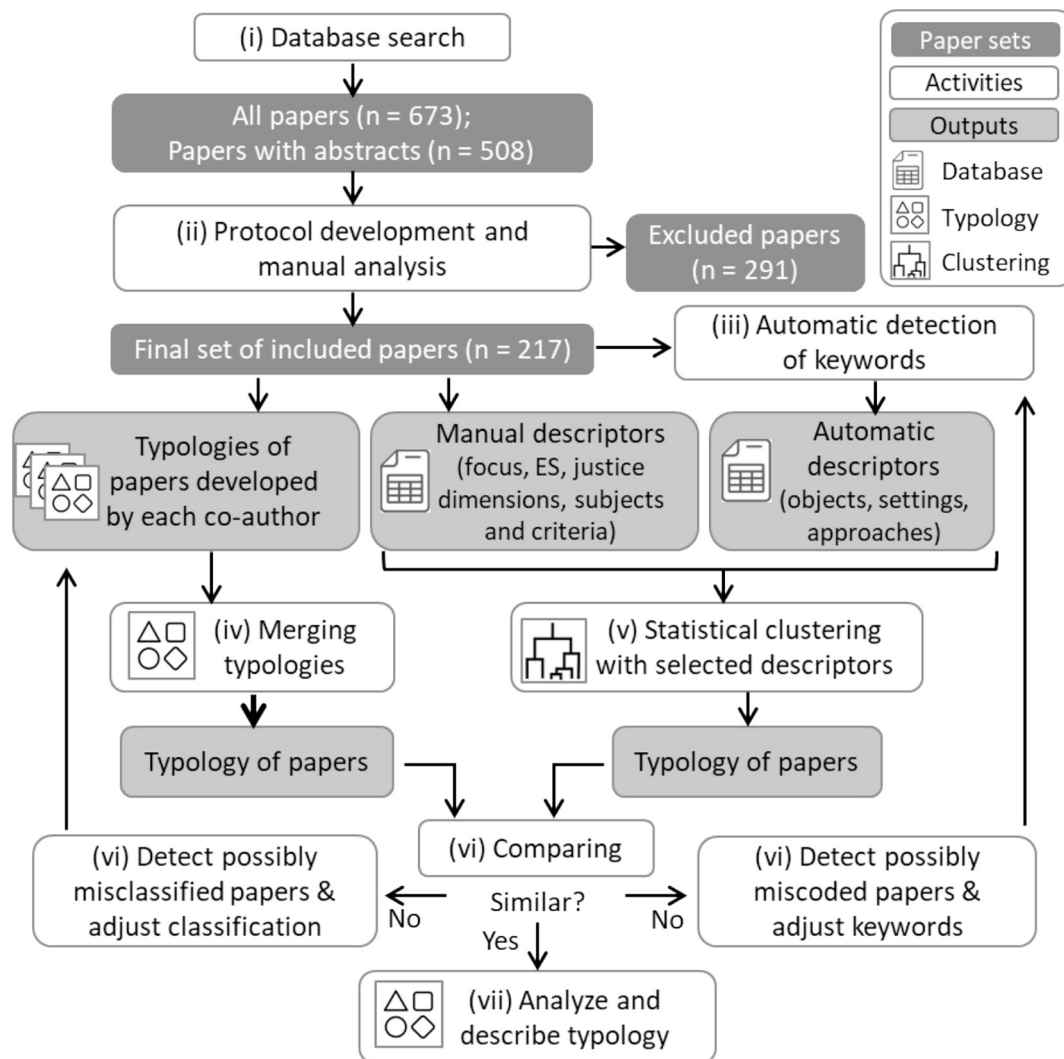 (i) Database search
All papers (n = 673);
Papers with abstracts (n = 508)
(ii) Protocol development and
manual analysis
Excluded papers
(n = 291)
Paper sets
Activities
Outputs
Database
Typology
Clustering
Final set of included papers (n = 217)
(iii) Automatic detection
of keywords
Typologies of
papers developed
by each co-author
Manual descriptors
(focus, ES, justice
dimensions, subjects
and criteria)
Automatic
descriptors
(objects, settings,
approaches)
(iv) Merging
typologies
(v) Statistical clustering
with selected descriptors
Typology of papers
Typology of papers
(vi) Comparing
(vi) Detect possibly
misclassified papers &
adjust classification
No
Similar?
No
Yes
(vi) Detect possibly
miscoded papers &
adjust keywords
(vii) Analyze and
describe typology